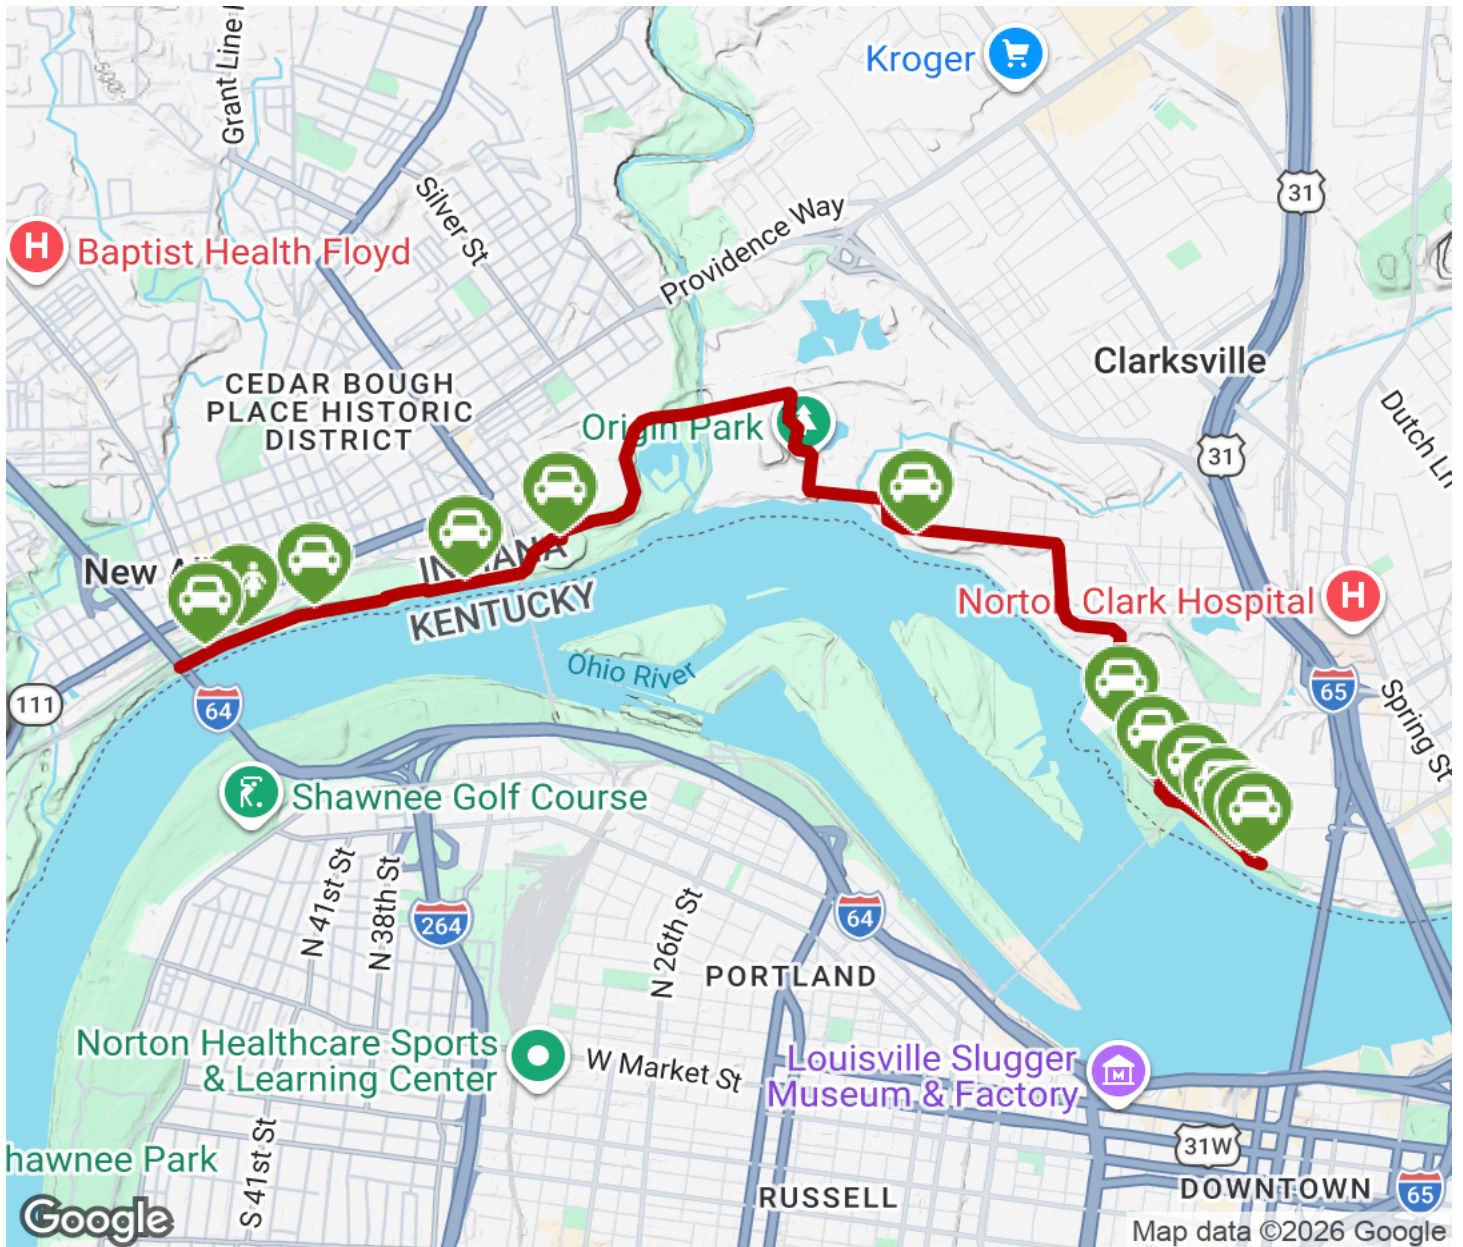 Grant Line
Kroger
31
Silver St
Providence Way
H
Baptist Health Floyd
Clarksville
CEDAR BOUGH
PLACE HISTORIC
DISTRICT
Dutch Ln
Origin Park
31
New
INDIANA
KENTUCKY
Norton Clark Hospital
H
Ohio River
111
64
65
Spring St
Shawnee Golf Course
N 41st St
N 38th St
264
N 26th St
64
PORTLAND
Norton Healthcare Sports
& Learning Center
W Market St
Louisville Slugger
Museum & Factory
M
31W
hawnee Park
S 41st St
RUSSELL
DOWNTOWN
65
Google
Map data ©2026 Google